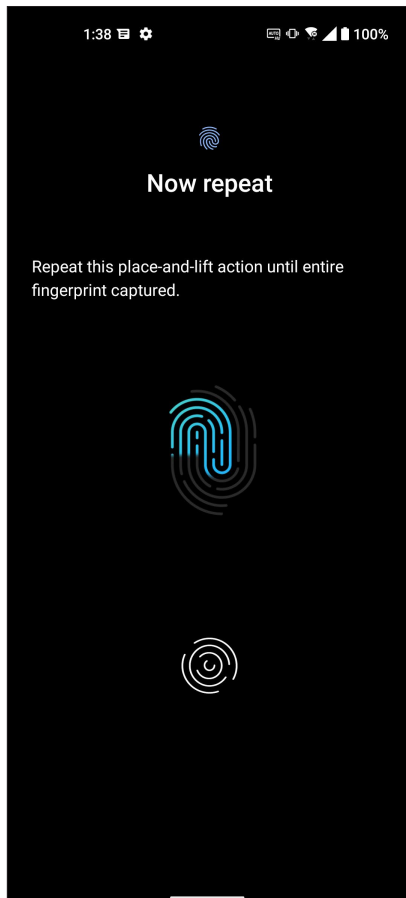 1:38 100%
Now repeat
Repeat this place-and-lift action until entire
fingerprint captured.